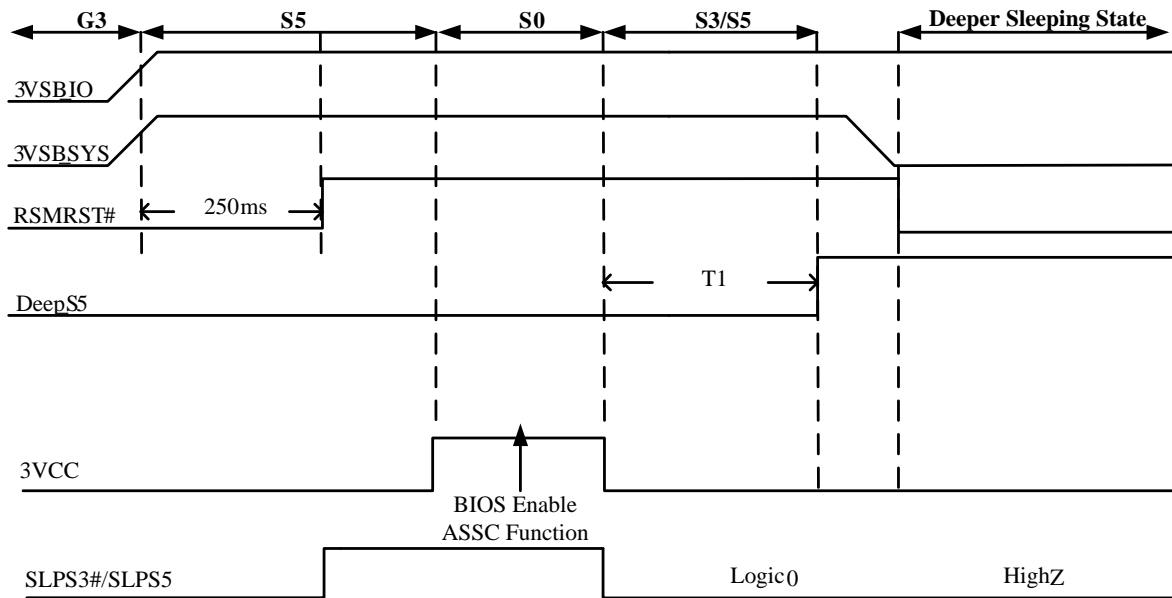 G3 S5 S0 S3/S5 Deeper Sleeping State
3VSB_IO
3VSBSYS
RSMRST# 250ms
T1
DeepS5
3VCC
BIOS Enable
ASSC Function
SLPS3#/SLPS5 Logic0 HighZ